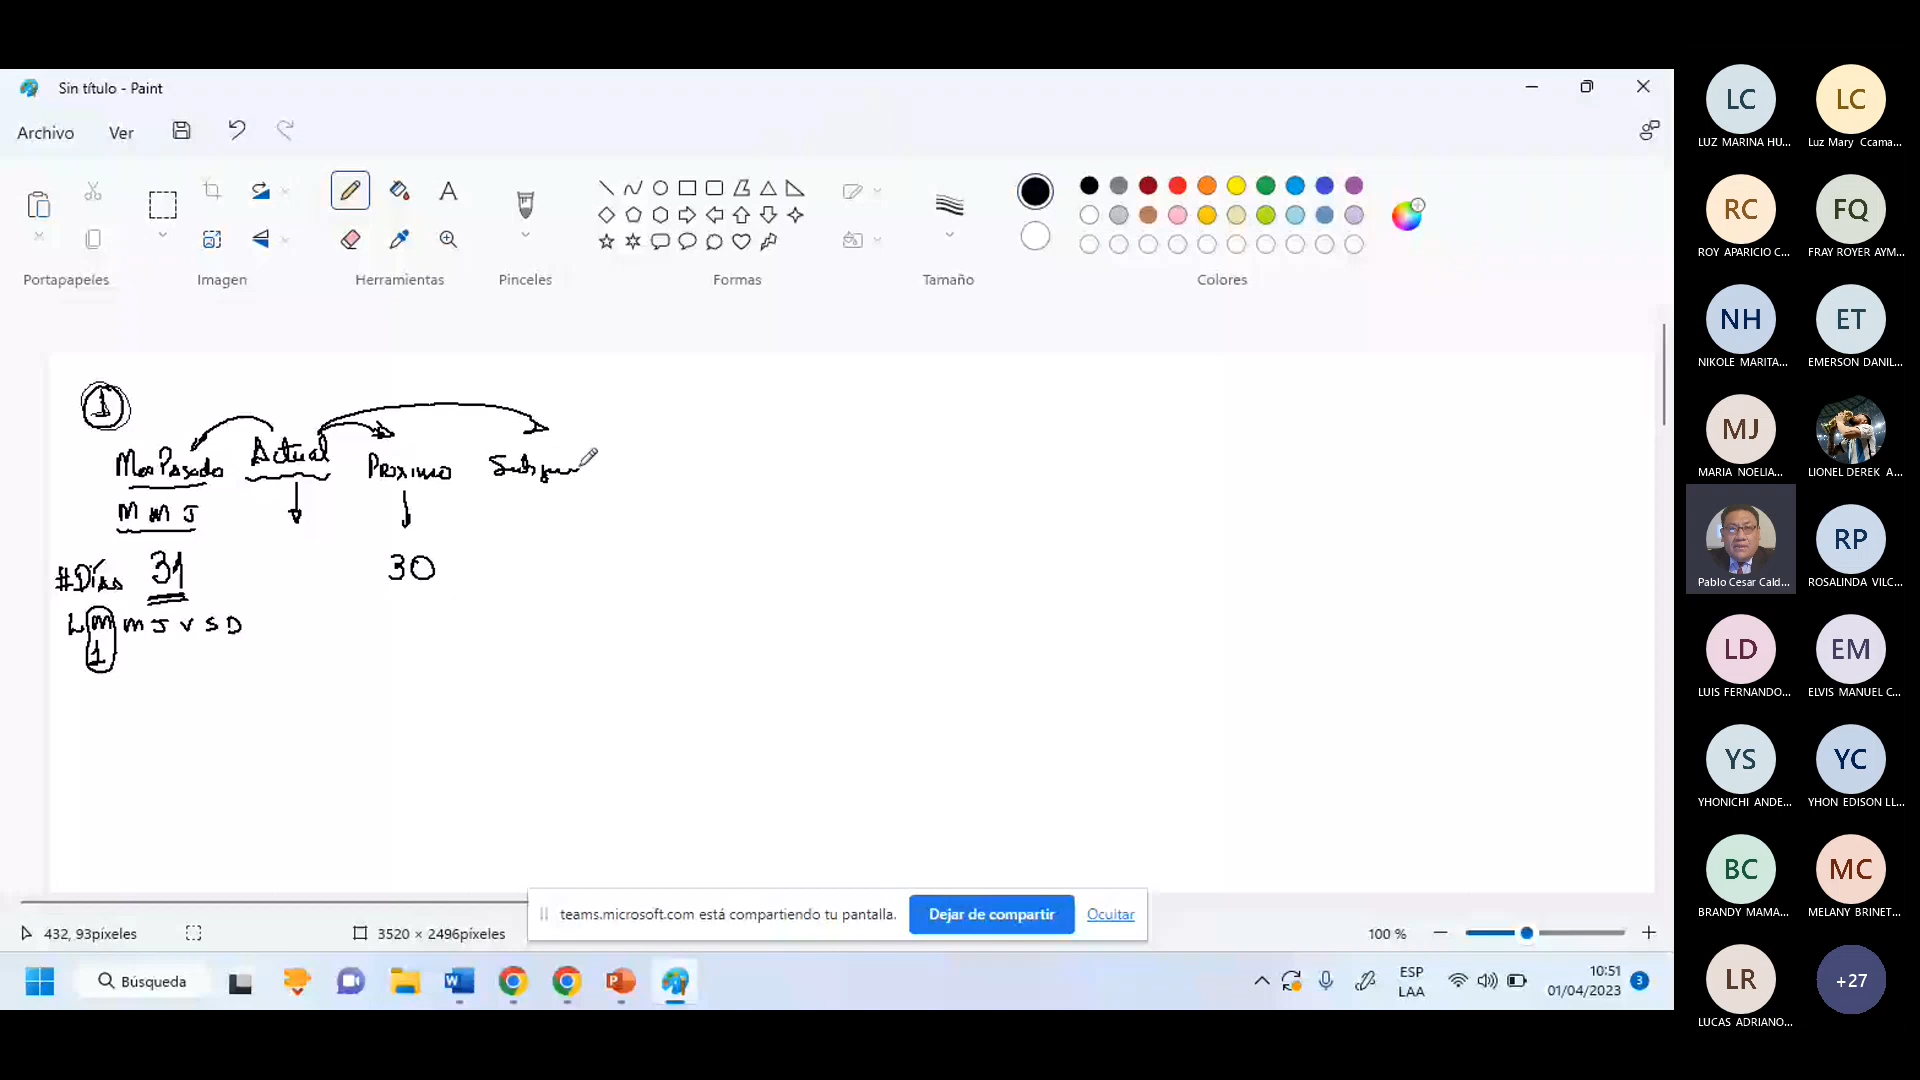 Sin título - Paint
Archivo Ver
Portapapeles Imagen Herramientas Pinceles Formas Tamaño Colores
1
Mes Pasado Actual Proximo
M M J
#Días 31 30
L M M J V S D
1
teams.microsoft.com está compartiendo tu pantalla. Dejar de compartir Ocultar
432, 93píxeles 3520 × 2496píxeles 100 %
Búsqueda
ESP
LAA
10:51
01/04/2023
3
LC LC
LUZ MARINA HU... Luz Mary Ccama...
RC FQ
ROY APARICIO C... FRAY ROYER AYM...
NH ET
NIKOLE MARITA... EMERSON DANIL...
MJ
MARIA NOELIA... LIONEL DEREK A...
RP
Pablo Cesar Cald... ROSALINDA VILC...
LD EM
LUIS FERNANDO... ELVIS MANUEL C...
YS YC
YHONICHI ANDE... YHON EDISON LL...
BC MC
BRANDY MAMA... MELANY BRINET...
LR +27
LUCAS ADRIANO...